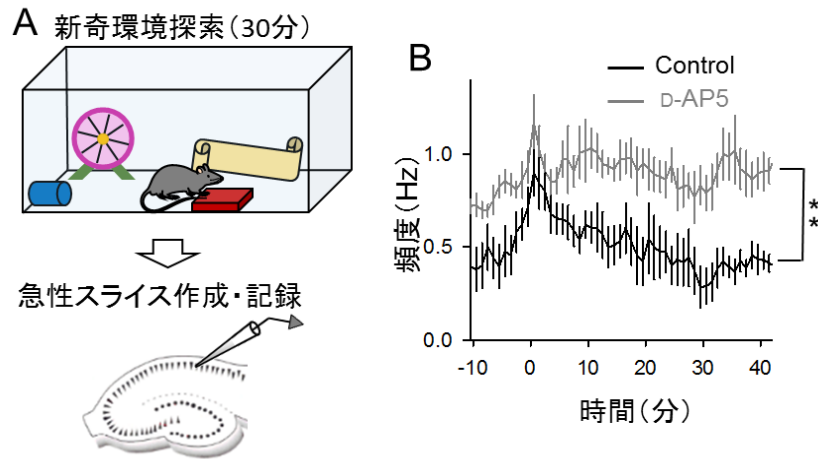 A 新奇環境探索（30分）
急性スライス作成・記録
B
Control
D-AP5
頻度（Hz）
1.0
0.5
0.0
**
-10 0 10 20 30 40
時間（分）